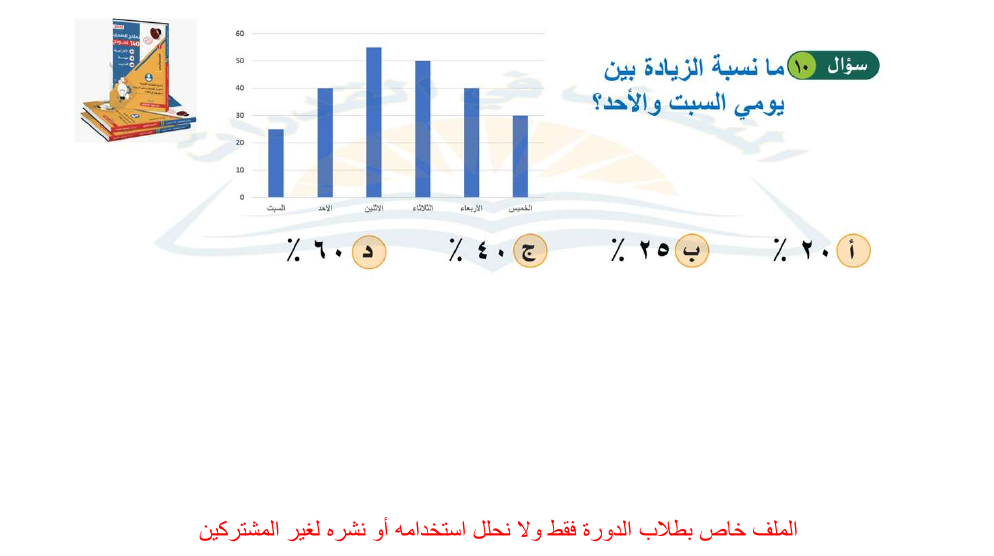 سؤال ١٠
ما نسبة الزيادة بين
يومي السبت والأحد؟
60
50
40
30
20
10
0
السبت الاحد الاثنين الثلاثاء الأربعاء الخميس
أ ٢٠ ٪ ب ٢٥ ٪ ج ٤٠ ٪ د ٦٠ ٪
الملف خاص بطلاب الدورة فقط ولا نحلل استخدامه أو نشره لغير المشتركين